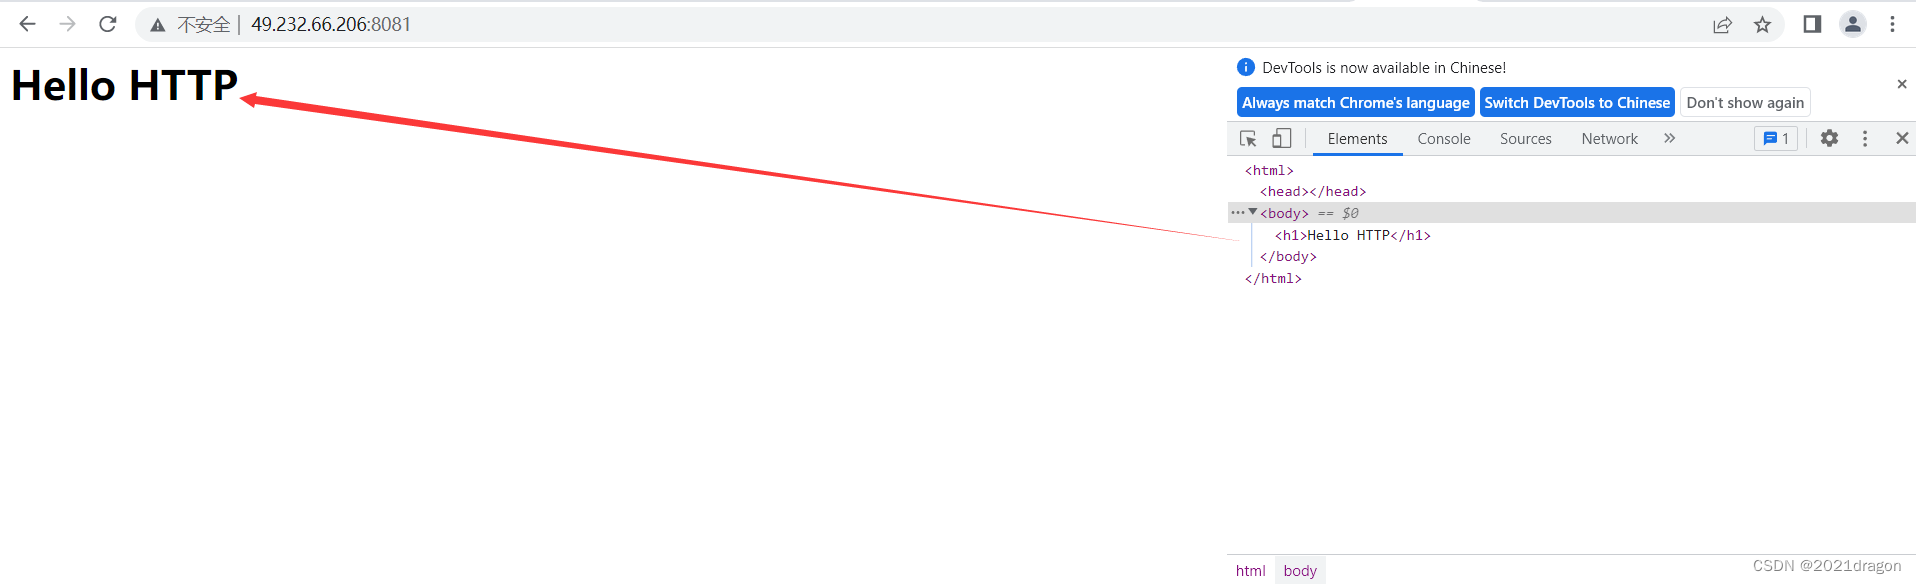 不安全 | 49.232.66.206:8081
Hello HTTP
DevTools is now available in Chinese!
Always match Chrome's language Switch DevTools to Chinese Don't show again
Elements Console Sources Network » 1
<html>
<head></head>
<body> == $0
<h1>Hello HTTP</h1>
</body>
</html>
html body
CSDN @2021dragon